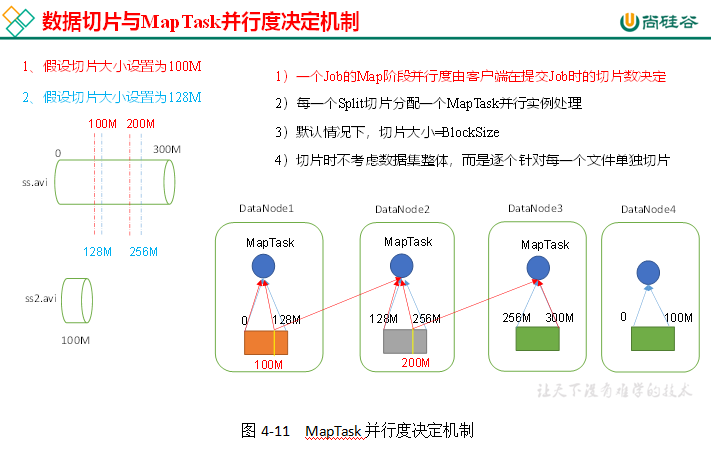 数据切片与MapTask并行度决定机制
尚硅谷
1、假设切片大小设置为100M
2、假设切片大小设置为128M
1）一个Job的Map阶段并行度由客户端在提交Job时的切片数决定
2）每一个Split切片分配一个MapTask并行实例处理
3）默认情况下，切片大小=BlockSize
4）切片时不考虑数据集整体，而是逐个针对每一个文件单独切片
100M 200M
0 300M
ss.avi
128M 256M
ss2.avi
100M
DataNode1 DataNode2 DataNode3 DataNode4
MapTask MapTask MapTask
0 128M 128M 256M 256M 300M 0 100M
100M 200M
让天下没有难学的技术
图 4-11 MapTask 并行度决定机制